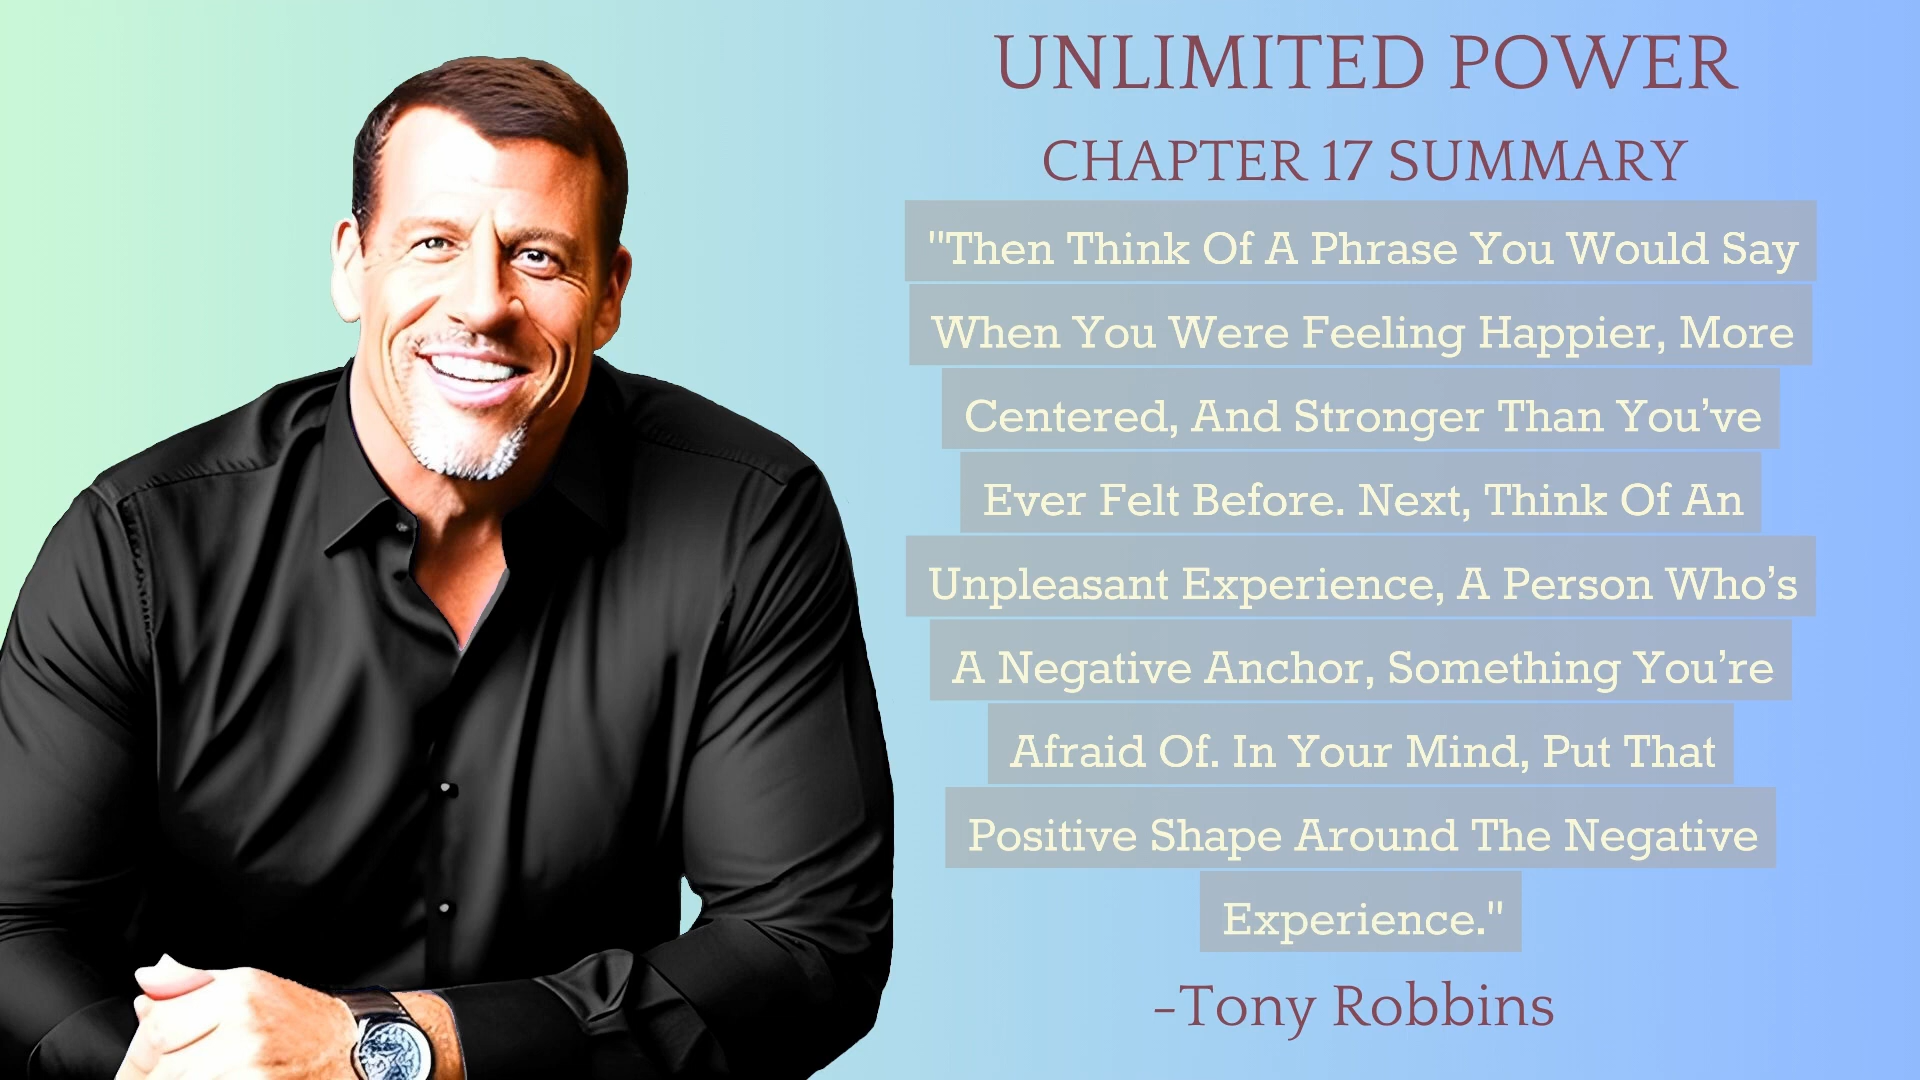 UNLIMITED POWER
CHAPTER 17 SUMMARY
"Then Think Of A Phrase You Would Say
When You Were Feeling Happier, More
Centered, And Stronger Than You’ve
Ever Felt Before. Next, Think Of An
Unpleasant Experience, A Person Who’s
A Negative Anchor, Something You’re
Afraid Of. In Your Mind, Put That
Positive Shape Around The Negative
Experience."
-Tony Robbins